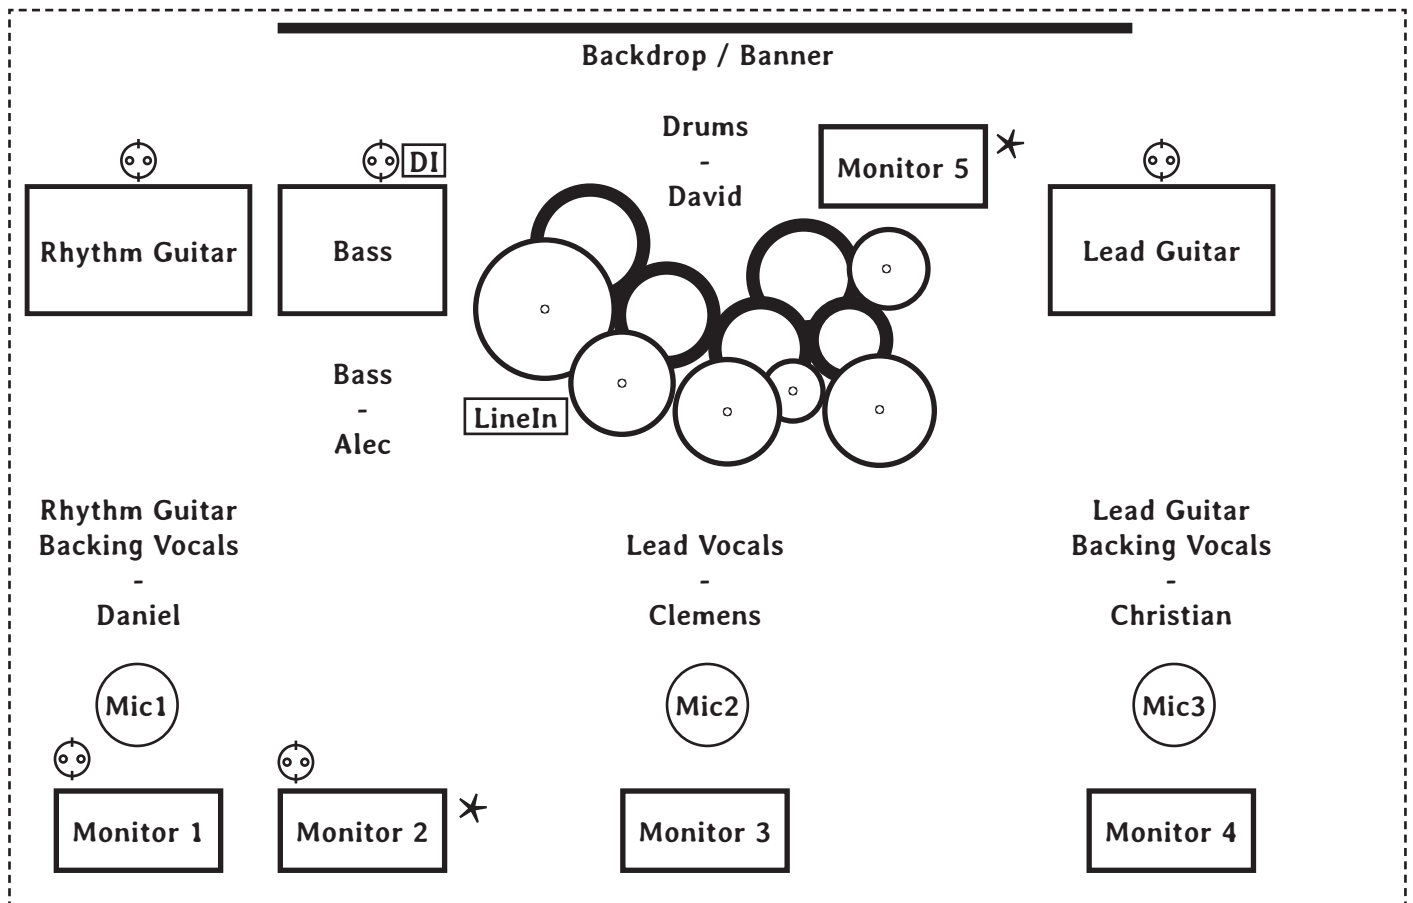 Backdrop / Banner
Drums
-
David
Monitor 5
DI
Rhythm Guitar
Bass
Lead Guitar
Bass
-
Alec
LineIn
Rhythm Guitar
Backing Vocals
-
Daniel
Lead Vocals
-
Clemens
Lead Guitar
Backing Vocals
-
Christian
Mic1
Mic2
Mic3
Monitor 1
Monitor 2
Monitor 3
Monitor 4